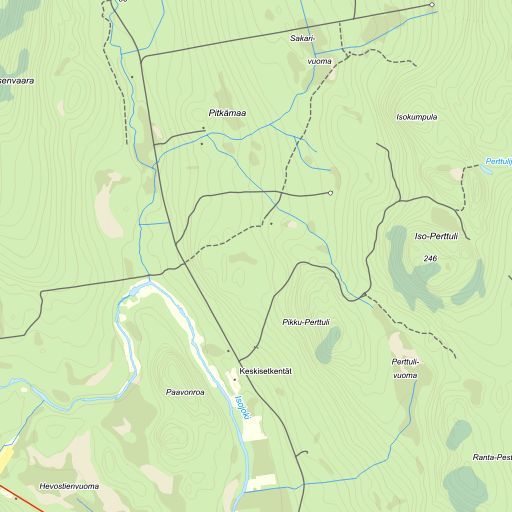 Sakari-
vuoma
senvaara
Pitkämaa
Isokumpula
Perttulij
Iso-Perttuli
246
Pikku-Perttuli
Perttuli-
vuoma
Keskisetkentät
Paavonroa
Isojoki
Ranta-Pest
Hevostienvuoma